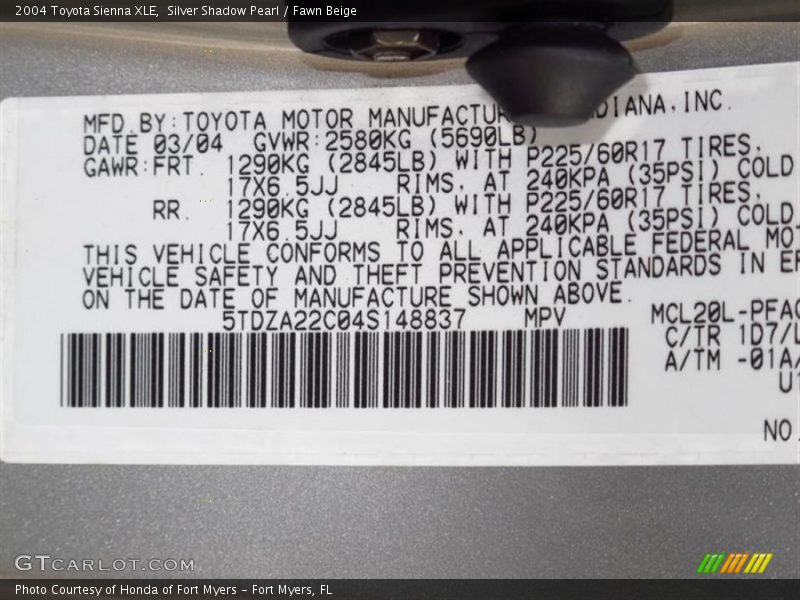 2004 Toyota Sienna XLE, Silver Shadow Pearl / Fawn Beige
MFD.BY:TOYOTA MOTOR MANUFACTUR DIANA.INC.
DATE 03/04 GVWR:2580KG (5690LB)
GAWR:FRT. 1290KG (2845LB) WITH P225/60R17 TIRES.
17X6.5JJ RIMS. AT 240KPA (35PSI) COLD
RR. 1290KG (2845LB) WITH P225/60R17 TIRES.
17X6.5JJ RIMS. AT 240KPA (35PSI) COLD
THIS VEHICLE CONFORMS TO ALL APPLICABLE FEDERAL MOT
VEHICLE SAFETY AND THEFT PREVENTION STANDARDS IN EF
ON THE DATE OF MANUFACTURE SHOWN ABOVE.
5TDZA22C04S148837 MPV MCL20L-PFAG
C/TR 1D7/L
A/TM -01A/
NO.
GTCARLOT.COM
Photo Courtesy of Honda of Fort Myers - Fort Myers, FL